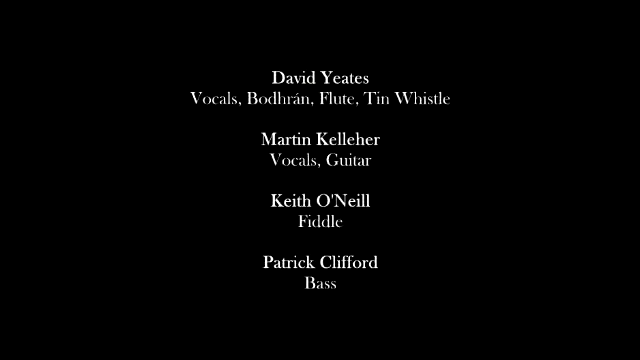 David Yeates
Vocals, Bodhrán, Flute, Tin Whistle
Martin Kelleher
Vocals, Guitar
Keith O'Neill
Fiddle
Patrick Clifford
Bass